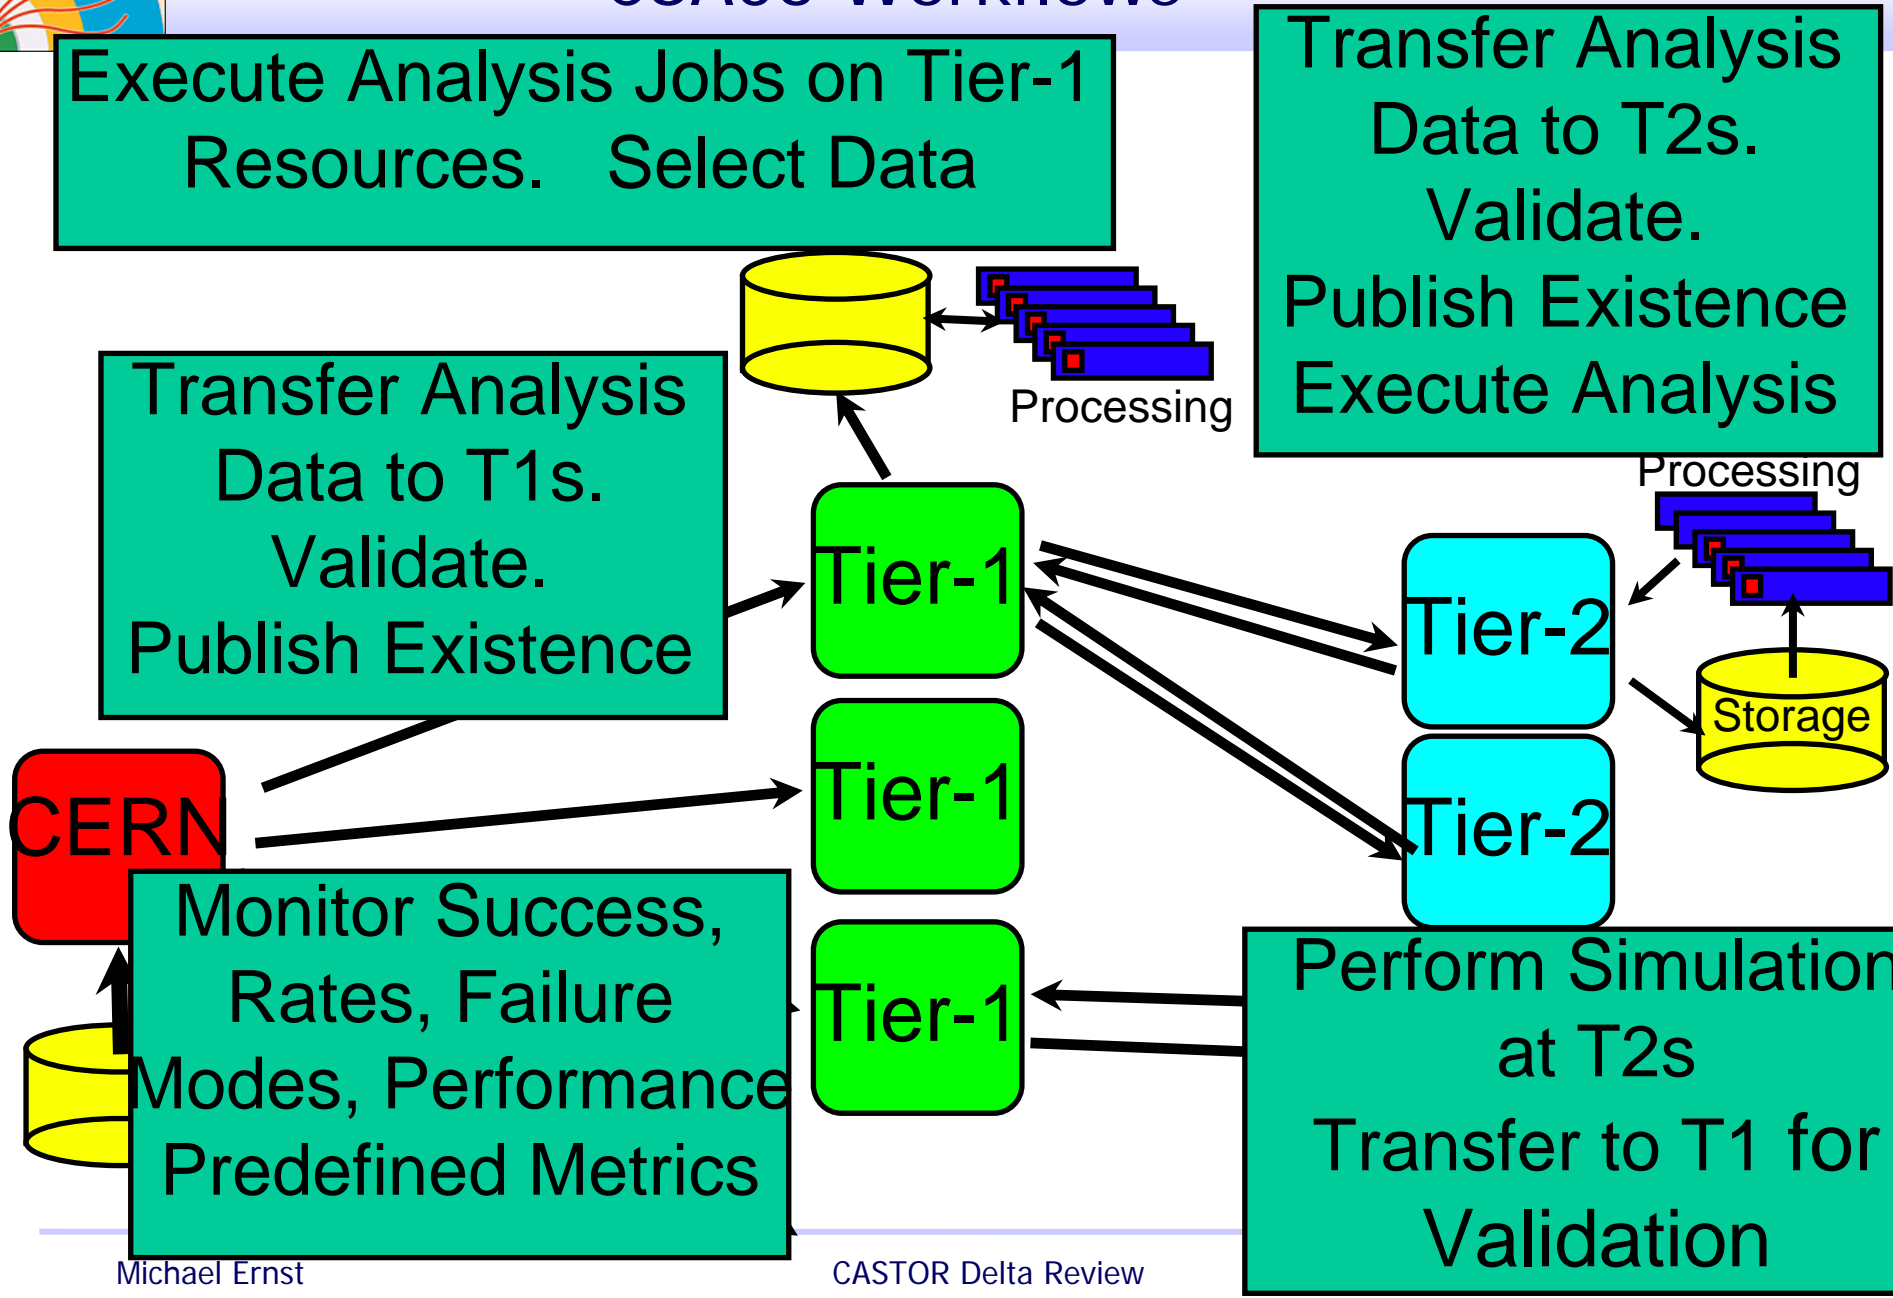 Workflows
Execute Analysis Jobs on Tier-1
Resources. Select Data
Transfer Analysis
Data to T2s.
Validate.
Publish Existence
Execute Analysis
Processing
Transfer Analysis
Data to T1s.
Validate.
Publish Existence
Processing
Tier-1
Tier-2
Storage
Tier-1
CERN
Tier-2
Monitor Success,
Rates, Failure
Modes, Performance
Predefined Metrics
Tier-1
Perform Simulation
at T2s
Transfer to T1 for
Validation
Michael Ernst
CASTOR Delta Review